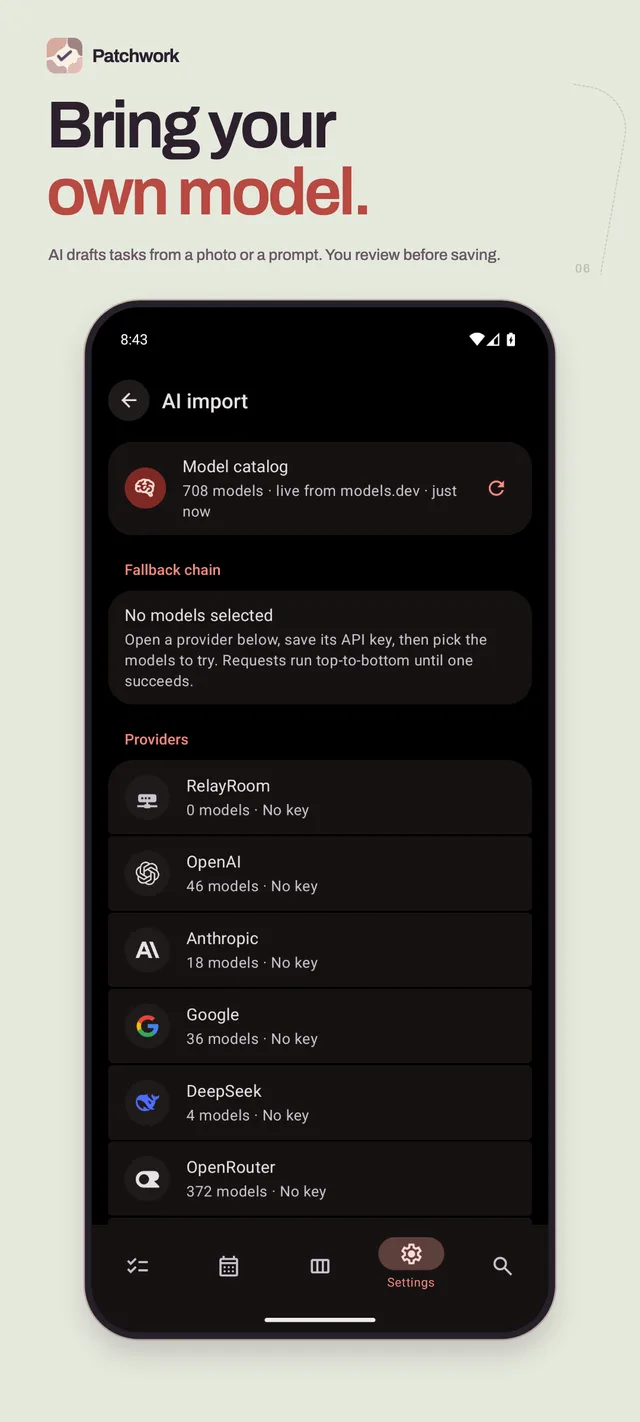 Patchwork
Bring your
own model.
AI drafts tasks from a photo or a prompt. You review before saving.
06
8:43
AI import
Model catalog
708 models · live from models.dev · just
now
Fallback chain
No models selected
Open a provider below, save its API key, then pick the
models to try. Requests run top-to-bottom until one
succeeds.
Providers
RelayRoom
0 models · No key
OpenAI
46 models · No key
Anthropic
18 models · No key
Google
36 models · No key
DeepSeek
4 models · No key
OpenRouter
372 models · No key
Settings